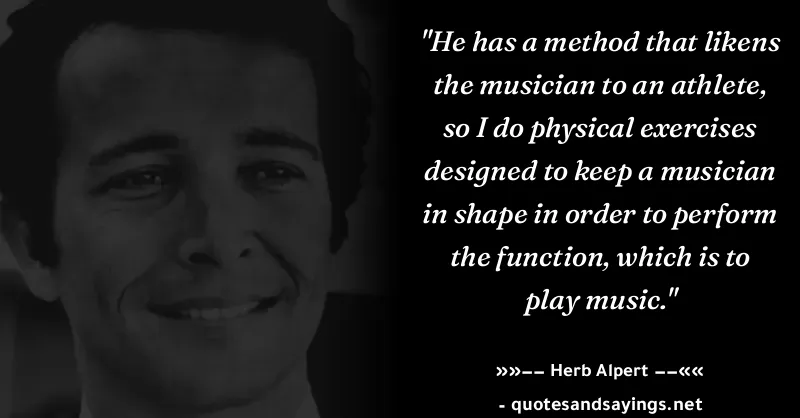 "He has a method that likens
the musician to an athlete,
so I do physical exercises
designed to keep a musician
in shape in order to perform
the function, which is to
play music."
»»−− Herb Alpert −−««
- quotesandsayings.net